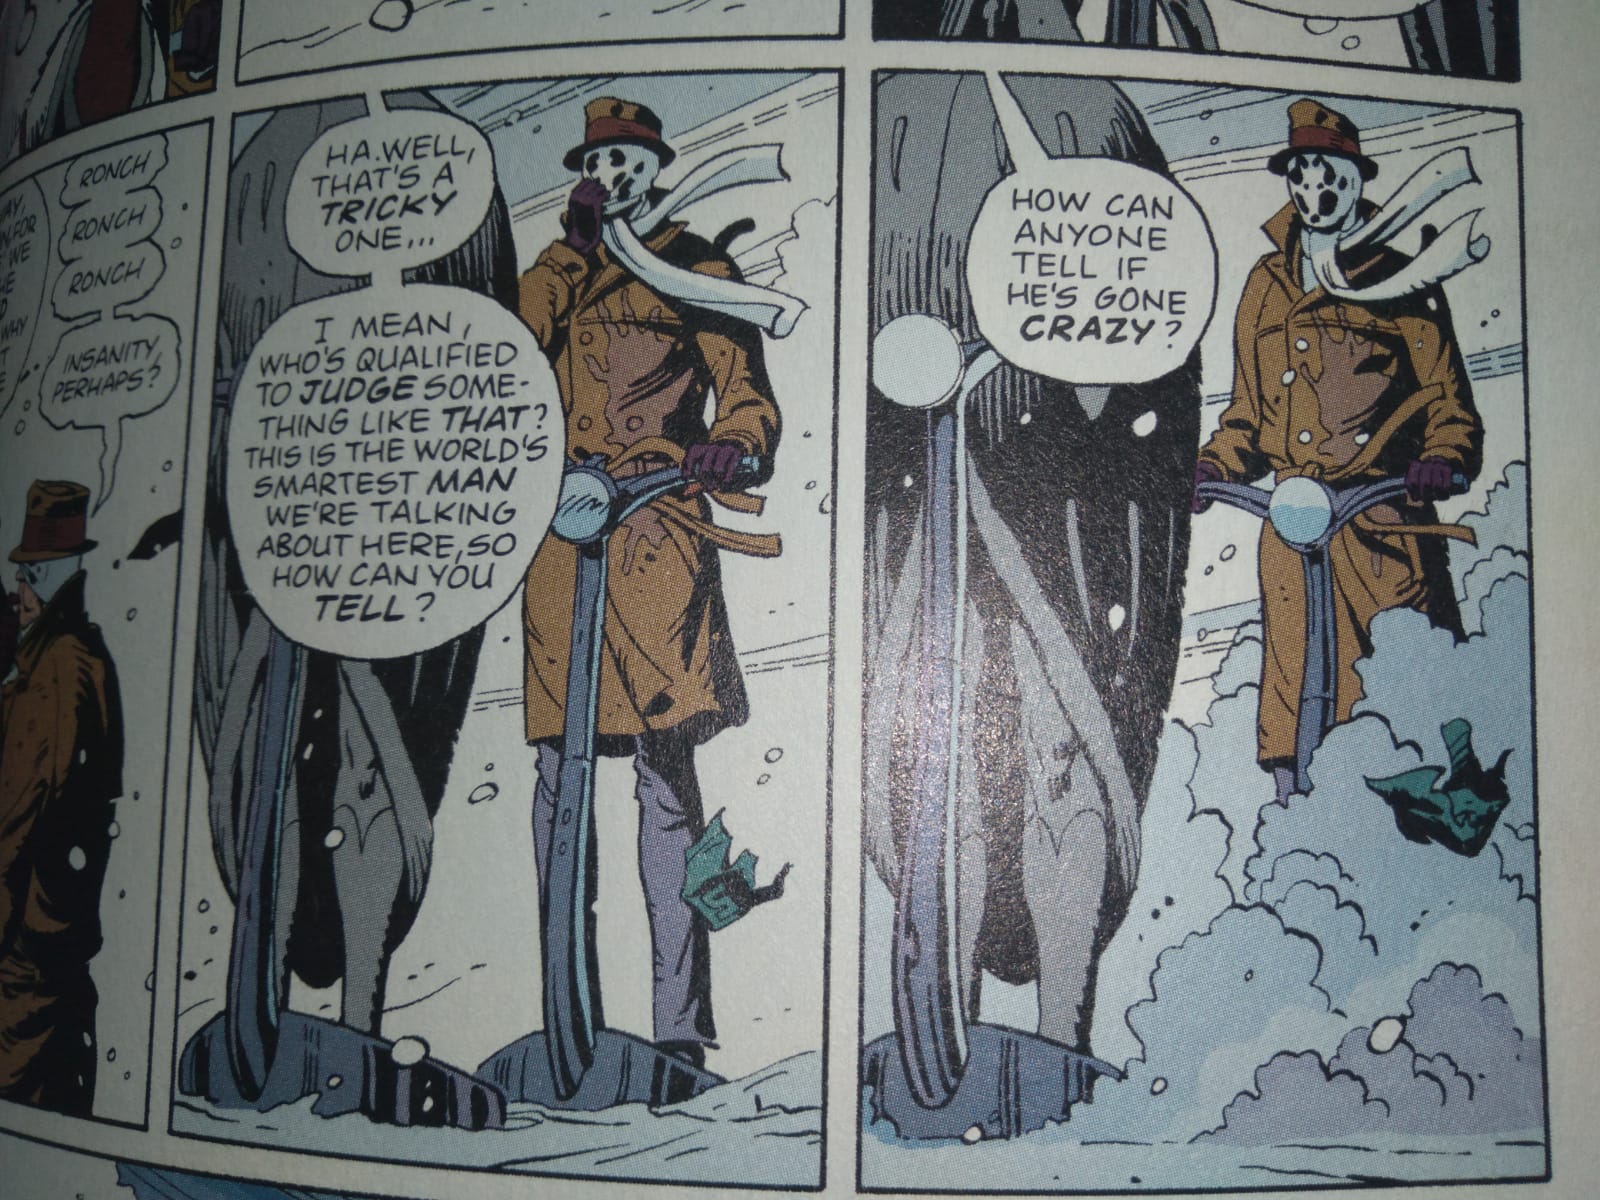 RONCH
RONCH
RONCH
INSANITY,
PERHAPS?
WHY
HA. WELL,
THAT'S A
TRICKY
ONE...
I MEAN,
WHO'S QUALIFIED
TO JUDGE SOME-
THING LIKE THAT?
THIS IS THE WORLD'S
SMARTEST MAN
WE'RE TALKING
ABOUT HERE, SO
HOW CAN YOU
TELL?
HOW CAN
ANYONE
TELL IF
HE'S GONE
CRAZY?